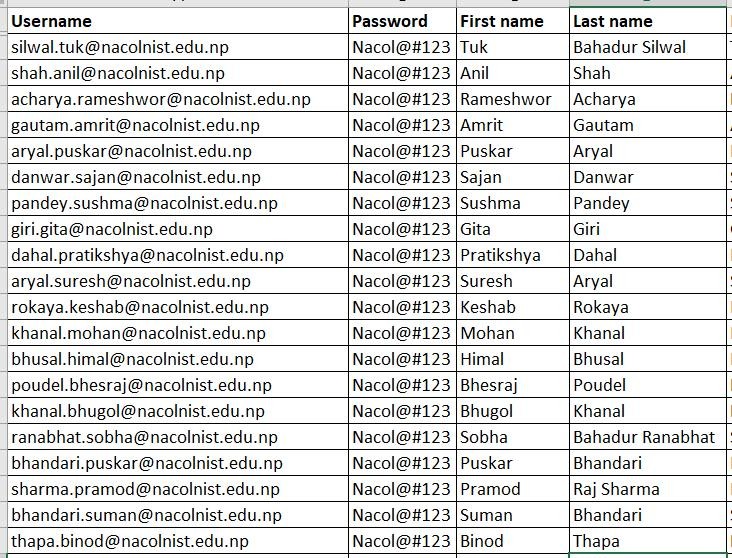 Username Password First name Last name
silwal.tuk@nacolnist.edu.np Nacol@#123 Tuk Bahadur Silwal
shah.anil@nacolnist.edu.np Nacol@#123 Anil Shah
acharya.rameshwor@nacolnist.edu.np Nacol@#123 Rameshwor Acharya
gautam.amrit@nacolnist.edu.np Nacol@#123 Amrit Gautam
aryal.puskar@nacolnist.edu.np Nacol@#123 Puskar Aryal
danwar.sajan@nacolnist.edu.np Nacol@#123 Sajan Danwar
pandey.sushma@nacolnist.edu.np Nacol@#123 Sushma Pandey
giri.gita@nacolnist.edu.np Nacol@#123 Gita Giri
dahal.pratikshya@nacolnist.edu.np Nacol@#123 Pratikshya Dahal
aryal.suresh@nacolnist.edu.np Nacol@#123 Suresh Aryal
rokaya.keshab@nacolnist.edu.np Nacol@#123 Keshab Rokaya
khanal.mohan@nacolnist.edu.np Nacol@#123 Mohan Khanal
bhusal.himal@nacolnist.edu.np Nacol@#123 Himal Bhusal
poudel.bhesraj@nacolnist.edu.np Nacol@#123 Bhesraj Poudel
khanal.bhugol@nacolnist.edu.np Nacol@#123 Bhugol Khanal
ranabhat.sobha@nacolnist.edu.np Nacol@#123 Sobha Bahadur Ranabhat
bhandari.puskar@nacolnist.edu.np Nacol@#123 Puskar Bhandari
sharma.pramod@nacolnist.edu.np Nacol@#123 Pramod Raj Sharma
bhandari.suman@nacolnist.edu.np Nacol@#123 Suman Bhandari
thapa.binod@nacolnist.edu.np Nacol@#123 Binod Thapa